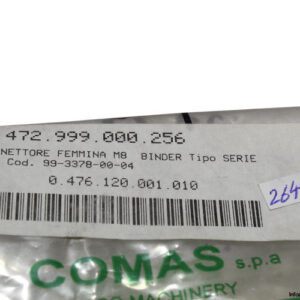 472.999.000.256
NETTORE FEMMINA M8 BINDER Tipo SERIE
Cod. 99-3378-00-04
0.476.120.001.010
264
COMAS s.p.a
MACHINERY